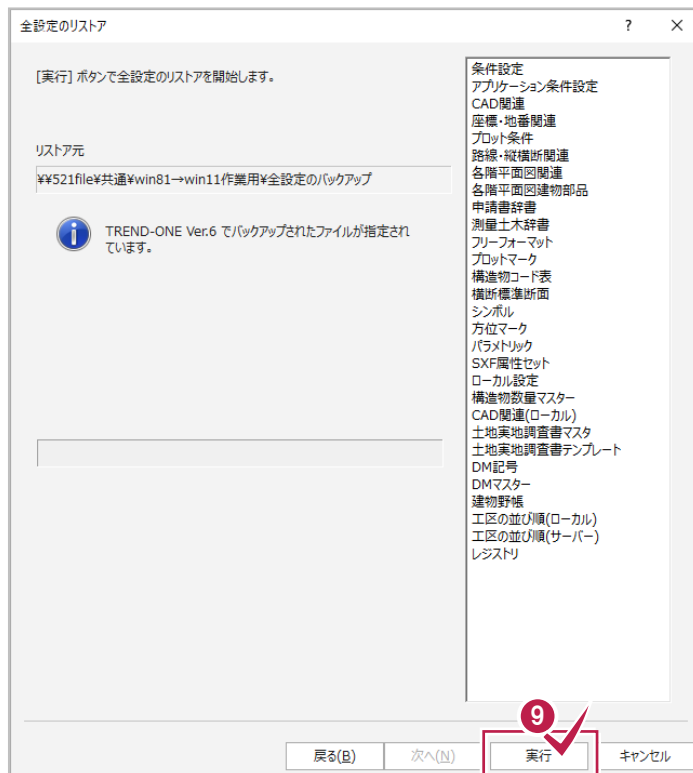 全設定のリストア
? ×
[実行] ボタンで全設定のリストアを開始します。
リストア元
¥¥521file¥共通¥win81→win11作業用¥全設定のバックアップ
TREND-ONE Ver.6 でバックアップされたファイルが指定され
ています。
条件設定
アプリケーション条件設定
CAD関連
座標・地番関連
プロット条件
路線・縦横断関連
各階平面図関連
各階平面図建物部品
申請書辞書
測量土木辞書
フリーフォーマット
プロットマーク
構造物コード表
横断標準断面
シンボル
方位マーク
パラメトリック
SXF属性セット
ローカル設定
構造物数量マスター
CAD関連(ローカル)
土地実地調査書マスタ
土地実地調査書テンプレート
DM記号
DMマスター
建物野帳
工区の並び順(ローカル)
工区の並び順(サーバー)
レジストリ
9
戻る(B) 次へ(N) 実行 キャンセル